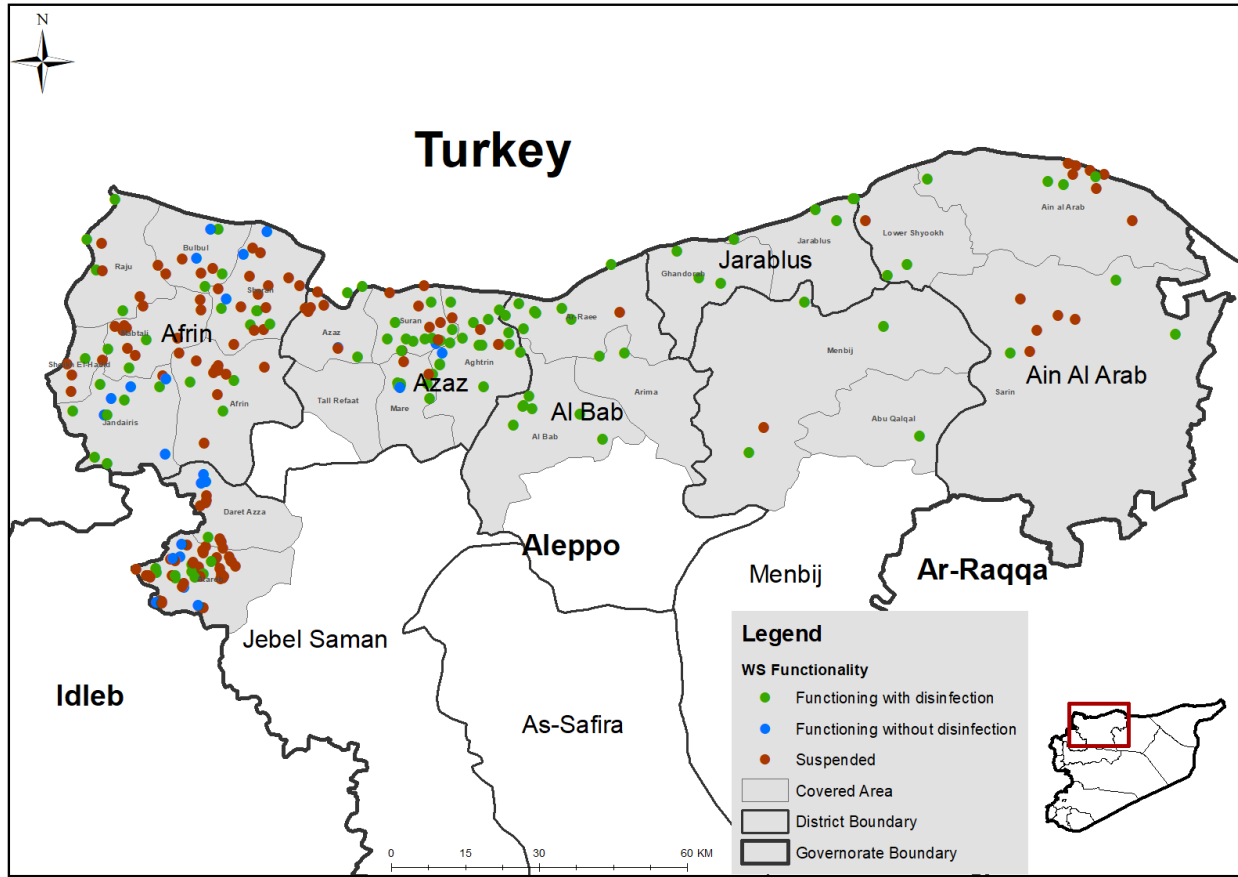 N
Turkey
Bulbul
Raju
Sharan
Afrin
Sheikh El-Hadid
Jandairis
Afrin
Azaz
Suran
Aghtrin
Azaz
Tall Refaat
Mare
Al Bab
Arima
Al Bab
Ghandorah
Jarablus
Jarablus
Lower Shyookh
Ain al Arab
Menbij
Ain Al Arab
Sarin
Abu Qalqal
Daret Azza
Aleppo
Menbij
Ar-Raqqa
Jebel Saman
Idleb
As-Safira
Legend
WS Functionality
Functioning with disinfection
Functioning without disinfection
Suspended
Covered Area
District Boundary
Governorate Boundary
0 15 30 60 KM